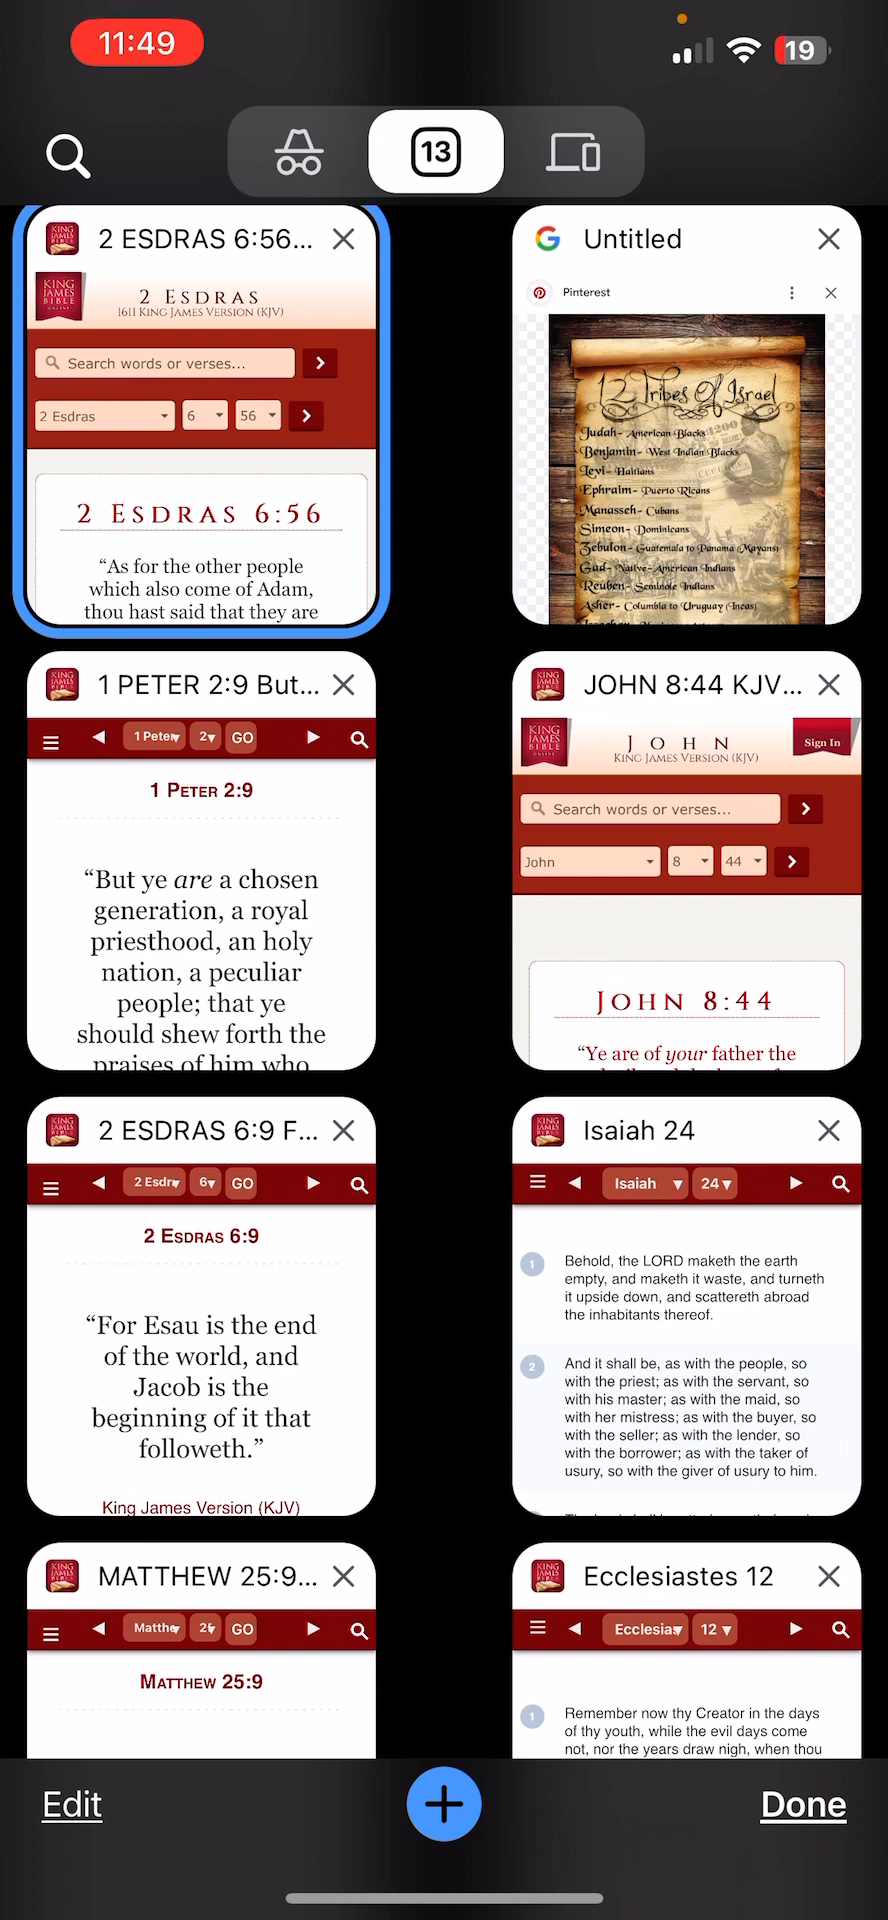 11:49
19
13
2 ESDRAS 6:56...
KING JAMES BIBLE ONLINE
2 ESDRAS
1611 KING JAMES VERSION (KJV)
Search words or verses...
2 Esdras 6 56
2 ESDRAS 6:56
“As for the other people
which also come of Adam,
thou hast said that they are
Untitled
Pinterest
12 Tribes Of Israel
Judah- American Blacks
Benjamin- West Indian Blacks
Levi- Haitians
Ephraim- Puerto Ricans
Manasseh- Cubans
Simeon- Dominicans
Zebulon- Guatemala to Panama (Mayans)
Gad- Native-American Indians
Reuben- Seminole Indians
Asher- Columbia to Uruguay (Incas)
1 PETER 2:9 But...
1 Peter 2 GO
1 PETER 2:9
“But ye are a chosen
generation, a royal
priesthood, an holy
nation, a peculiar
people; that ye
should shew forth the
praises of him who
JOHN 8:44 KJV...
KING JAMES BIBLE ONLINE
JOHN
KING JAMES VERSION (KJV)
Sign In
Search words or verses...
John 8 44
JOHN 8:44
“Ye are of your father the
2 ESDRAS 6:9 F...
2 Esdr 6 GO
2 ESDRAS 6:9
“For Esau is the end
of the world, and
Jacob is the
beginning of it that
followeth.”
King James Version (KJV)
Isaiah 24
Isaiah 24
1 Behold, the LORD maketh the earth
empty, and maketh it waste, and turneth
it upside down, and scattereth abroad
the inhabitants thereof.
2 And it shall be, as with the people, so
with the priest; as with the servant, so
with his master; as with the maid, so
with her mistress; as with the buyer, so
with the seller; as with the lender, so
with the borrower; as with the taker of
usury, so with the giver of usury to him.
MATTHEW 25:9...
Matthe 25 GO
MATTHEW 25:9
Ecclesiastes 12
Ecclesias 12
1 Remember now thy Creator in the days
of thy youth, while the evil days come
not, nor the years draw nigh, when thou
Edit
Done